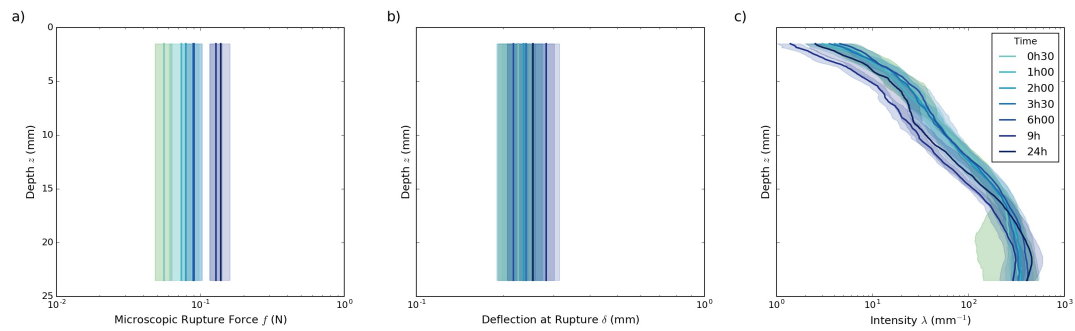 a)
0
5
10
15
20
25
Depth z (mm)
10⁻²
10⁻¹
10⁰
Microscopic Rupture Force f (N)
b)
Depth z (mm)
10⁻¹
10⁰
Deflection at Rupture δ (mm)
c)
Depth z (mm)
10⁰
10¹
10²
10³
Intensity λ (mm⁻¹)
Time
0h30
1h00
2h00
3h30
6h00
9h
24h